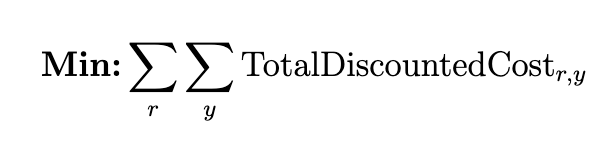 Min: ∑_r ∑_y TotalDiscountedCost_{r,y}